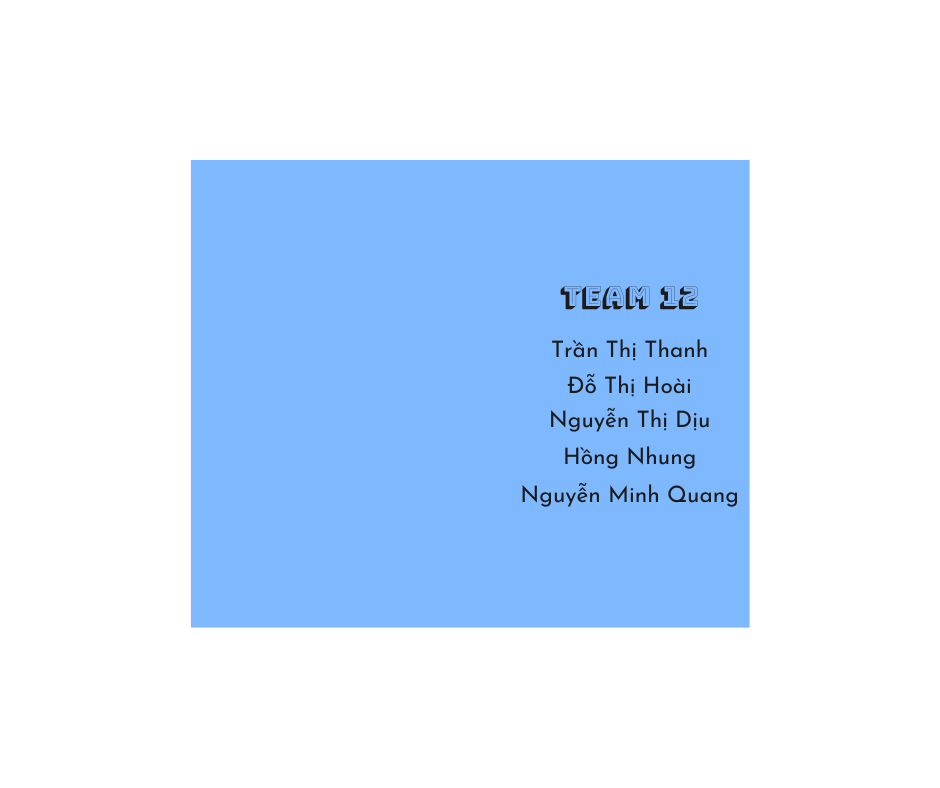 TEAM 12
Trần Thị Thanh
Đỗ Thị Hoài
Nguyễn Thị Dịu
Hồng Nhung
Nguyễn Minh Quang